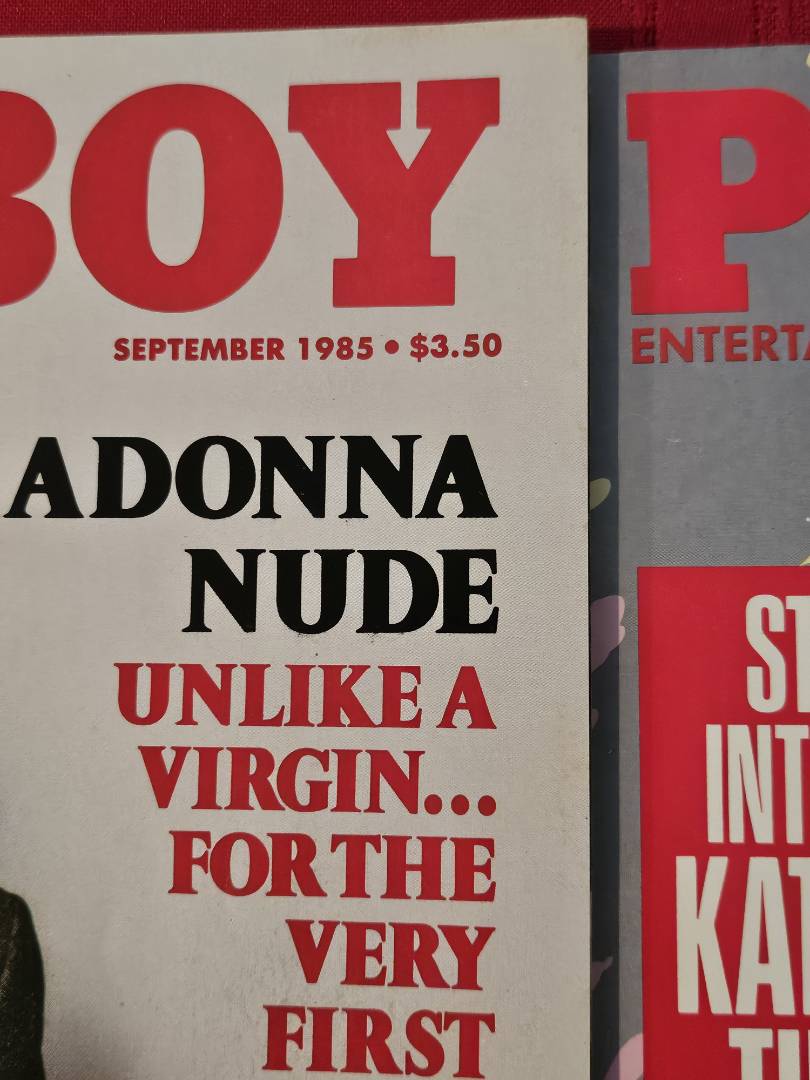 BOY
SEPTEMBER 1985 • $3.50
ADONNA
NUDE
UNLIKE A
VIRGIN...
FOR THE
VERY
FIRST
P
ENTERTA
ST
INT
KAT